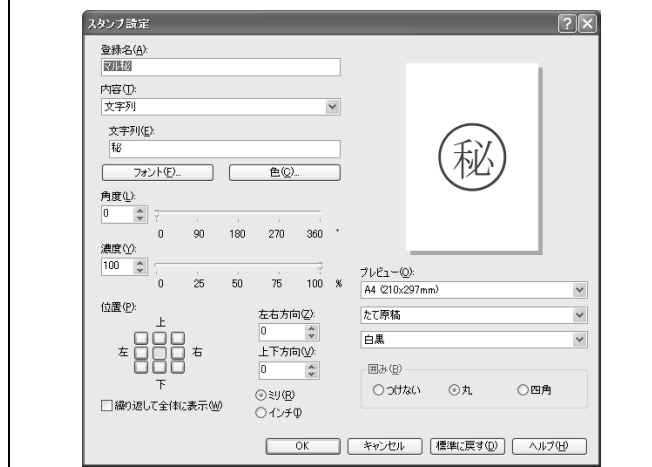 スタンプ設定
登録名(A):
マル秘
内容(T):
文字列
文字列(E):
秘
フォント(F)...
色(C)...
角度(L):
0
0 90 180 270 360 °
濃度(Y):
100
0 25 50 75 100 %
位置(P):
上
左 右
下
繰り返して全体に表示(W)
左右方向(Z):
0
上下方向(V):
0
ミリ(R)
インチ(I)
秘
プレビュー(O):
A4 (210x297mm)
たて原稿
白黒
囲み(B)
つけない 丸 四角
OK キャンセル 標準に戻す(D) ヘルプ(H)